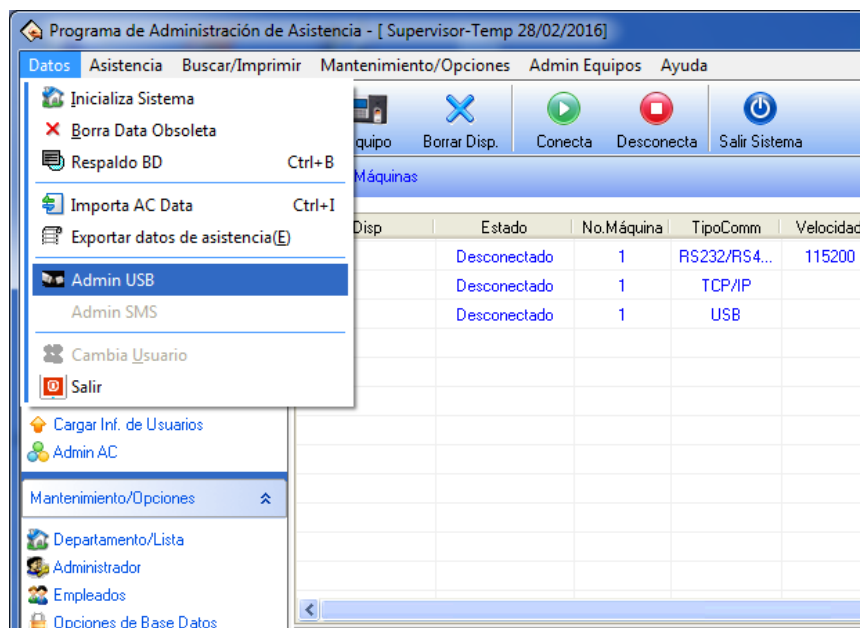 Programa de Administración de Asistencia - [ Supervisor-Temp 28/02/2016]
Datos Asistencia Buscar/Imprimir Mantenimiento/Opciones Admin Equipos Ayuda
Inicializa Sistema
Borra Data Obsoleta
Respaldo BD Ctrl+B
Importa AC Data Ctrl+I
Exportar datos de asistencia(E)
Admin USB
Admin SMS
Cambia Usuario
Salir
quipo Borrar Disp. Conecta Desconecta Salir Sistema
Máquinas
Disp Estado No.Máquina TipoComm Velocidad
Desconectado 1 RS232/RS4... 115200
Desconectado 1 TCP/IP
Desconectado 1 USB
Cargar Inf. de Usuarios
Admin AC
Mantenimiento/Opciones
Departamento/Lista
Administrador
Empleados
Opciones de Base Datos